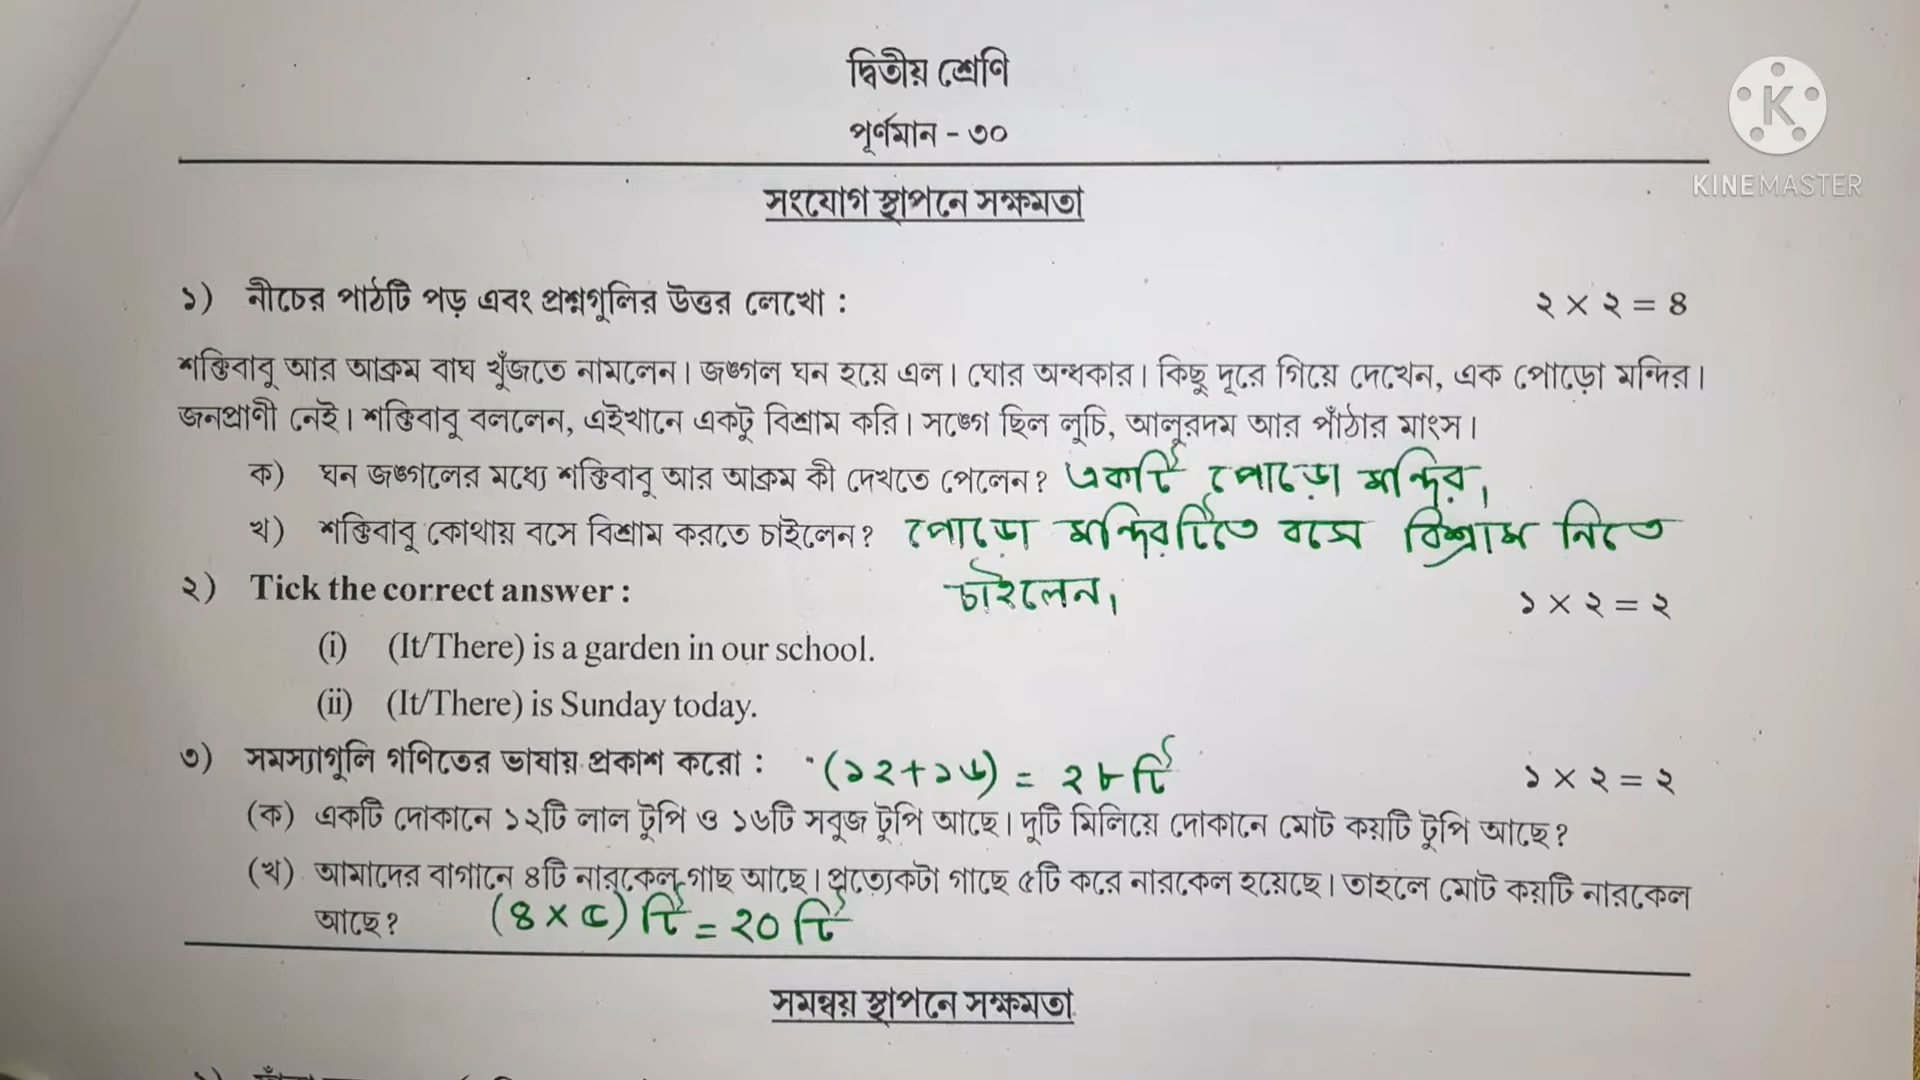 দ্বিতীয় শ্রেণি
পূর্ণমান - ৩০
KINEMASTER
সংযোগ স্থাপনে সক্ষমতা
১) নীচের পাঠটি পড় এবং প্রশ্নগুলির উত্তর লেখো : ২ × ২ = ৪
শক্তিবাবু আর আক্রম বাঘ খুঁজতে নামলেন। জঙ্গল ঘন হয়ে এল। ঘোর অন্ধকার। কিছু দূরে গিয়ে দেখেন, এক পোড়ো মন্দির।
জনপ্রাণী নেই। শক্তিবাবু বললেন, এইখানে একটু বিশ্রাম করি। সঙ্গে ছিল লুচি, আলুরদম আর পাঁঠার মাংস।
ক) ঘন জঙ্গলের মধ্যে শক্তিবাবু আর আক্রম কী দেখতে পেলেন? একটি পোড়ো মন্দির।
খ) শক্তিবাবু কোথায় বসে বিশ্রাম করতে চাইলেন? পোড়ো মন্দিরটিতে বসে বিশ্রাম নিতে
চাইলেন।
২) Tick the correct answer : ১ × ২ = ২
(i) (It/There) is a garden in our school.
(ii) (It/There) is Sunday today.
৩) সমস্যাগুলি গণিতের ভাষায় প্রকাশ করো : (১২+১৬) = ২৮টি ১ × ২ = ২
(ক) একটি দোকানে ১২টি লাল টুপি ও ১৬টি সবুজ টুপি আছে। দুটি মিলিয়ে দোকানে মোট কয়টি টুপি আছে?
(খ) আমাদের বাগানে ৪টি নারকেল গাছ আছে। প্রত্যেকটা গাছে ৫টি করে নারকেল হয়েছে। তাহলে মোট কয়টি নারকেল
আছে? (৪ × ৫) টি = ২০ টি
সমন্বয় স্থাপনে সক্ষমতা